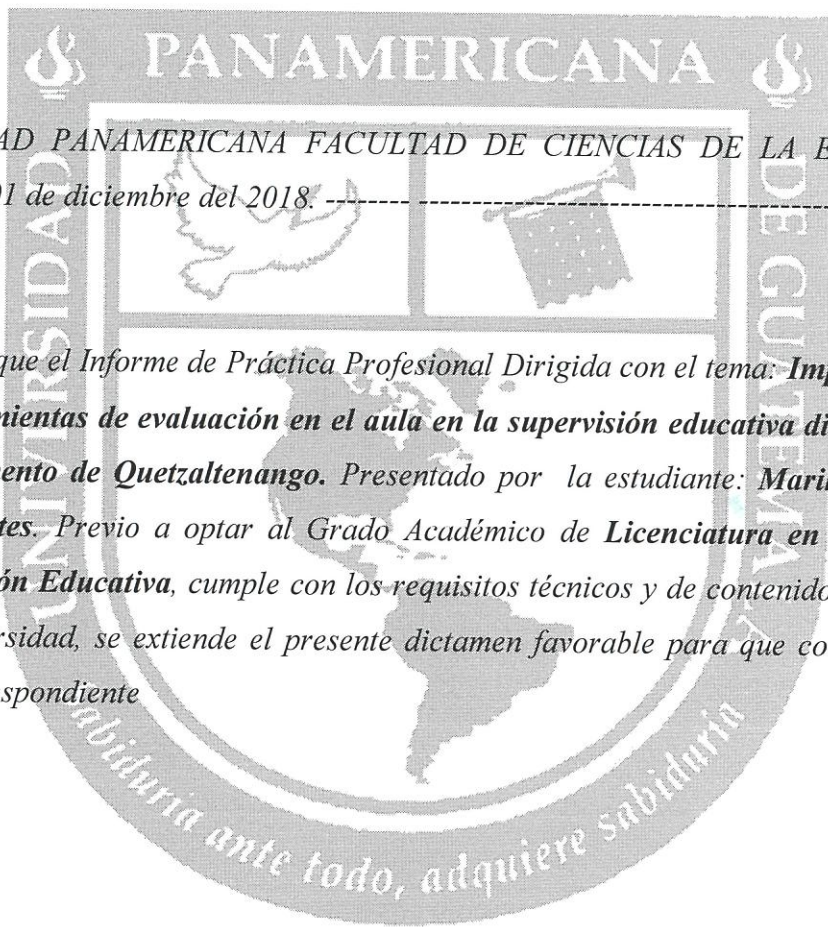 PANAMERICANA
UNIVERSIDAD
DE GUATEMALA
AD PANAMERICANA FACULTAD DE CIENCIAS DE LA E
1 de diciembre del 2018. -------- --------------------------------------
que el Informe de Práctica Profesional Dirigida con el tema: Imp
mientas de evaluación en el aula en la supervisión educativa di
ento de Quetzaltenango. Presentado por la estudiante: Mari
tes. Previo a optar al Grado Académico de Licenciatura en
ón Educativa, cumple con los requisitos técnicos y de contenido
rsidad, se extiende el presente dictamen favorable para que co
spondiente
sabiduría ante todo, adquiere sabiduría